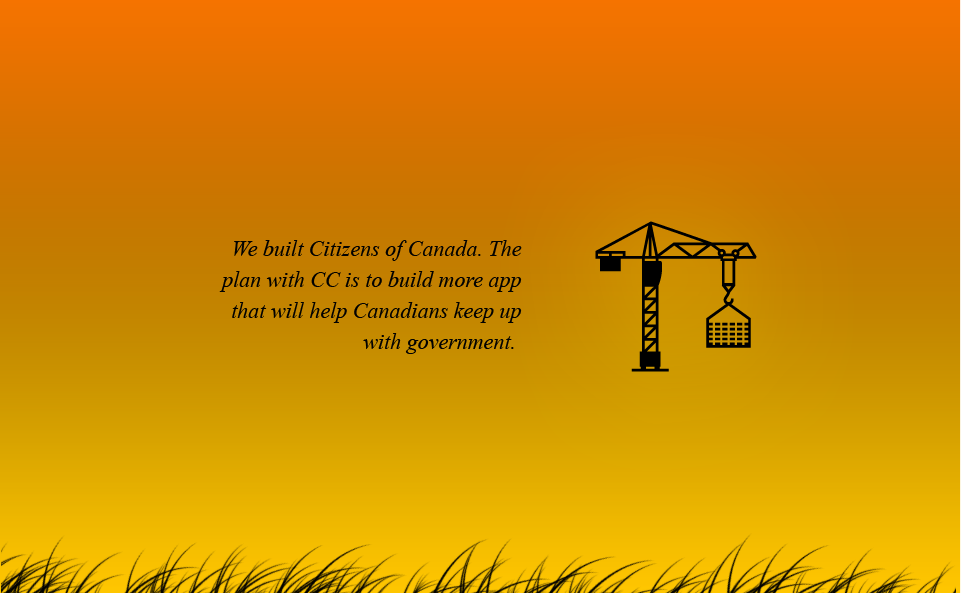 We built Citizens of Canada. The
plan with CC is to build more app
that will help Canadians keep up
with government.